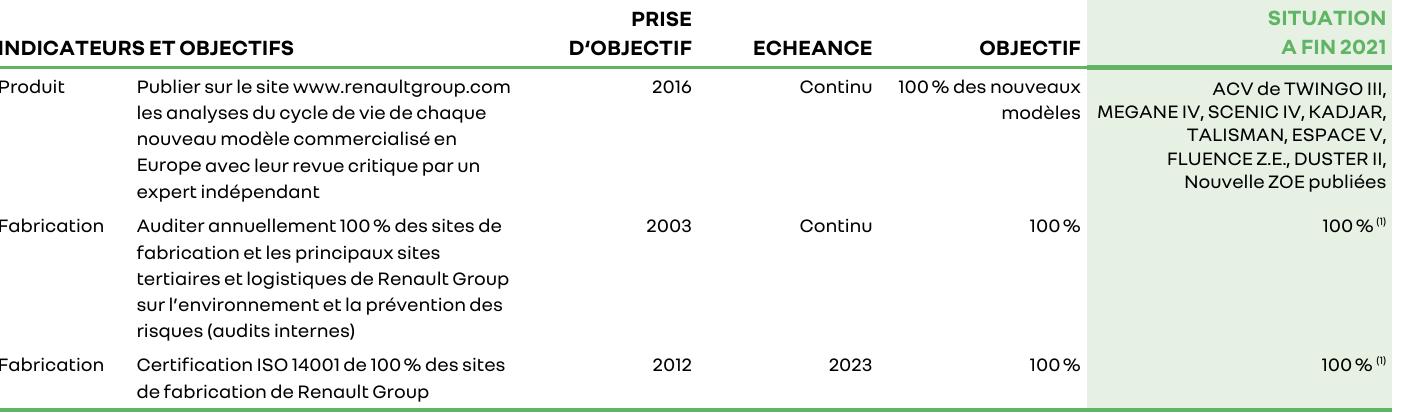 INDICATEURS ET OBJECTIFS PRISE D'OBJECTIF ECHEANCE OBJECTIF SITUATION A FIN 2021
Produit Publier sur le site www.renaultgroup.com 2016 Continu 100 % des nouveaux ACV de TWINGO III,
les analyses du cycle de vie de chaque modèles MEGANE IV, SCENIC IV, KADJAR,
nouveau modèle commercialisé en TALISMAN, ESPACE V,
Europe avec leur revue critique par un FLUENCE Z.E., DUSTER II,
expert indépendant Nouvelle ZOE publiées
Fabrication Auditer annuellement 100 % des sites de 2003 Continu 100 % 100 % (1)
fabrication et les principaux sites
tertiaires et logistiques de Renault Group
sur l'environnement et la prévention des
risques (audits internes)
Fabrication Certification ISO 14001 de 100 % des sites 2012 2023 100 % 100 % (1)
de fabrication de Renault Group